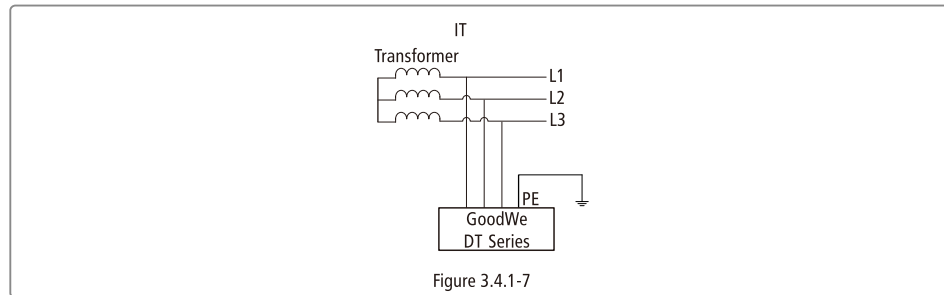 IT
Transformer
L1
L2
L3
PE
GoodWe
DT Series
Figure 3.4.1-7